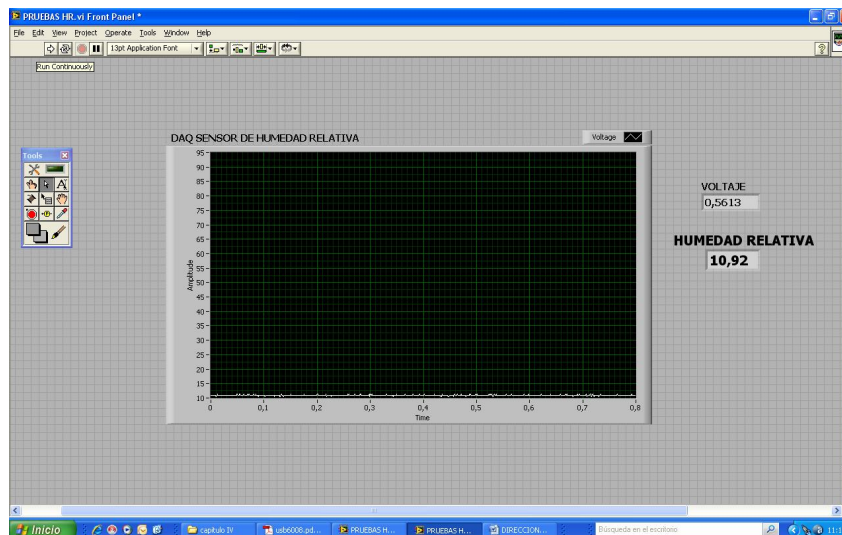 PRUEBAS HR.vi Front Panel *
File Edit View Project Operate Tools Window Help
13pt Application Font
Run Continuously
DAQ SENSOR DE HUMEDAD RELATIVA
Voltage
Tools
95
90
85
80
75
70
65
60
55
50
45
40
35
30
25
20
15
10
Amplitude
0 0,1 0,2 0,3 0,4 0,5 0,6 0,7 0,8
Time
VOLTAJE
0,5613
HUMEDAD RELATIVA
10,92
Inicio capitulo IV usb6008.pd... PRUEBAS H... PRUEBAS H... DIRECCION... Búsqueda en el escritorio